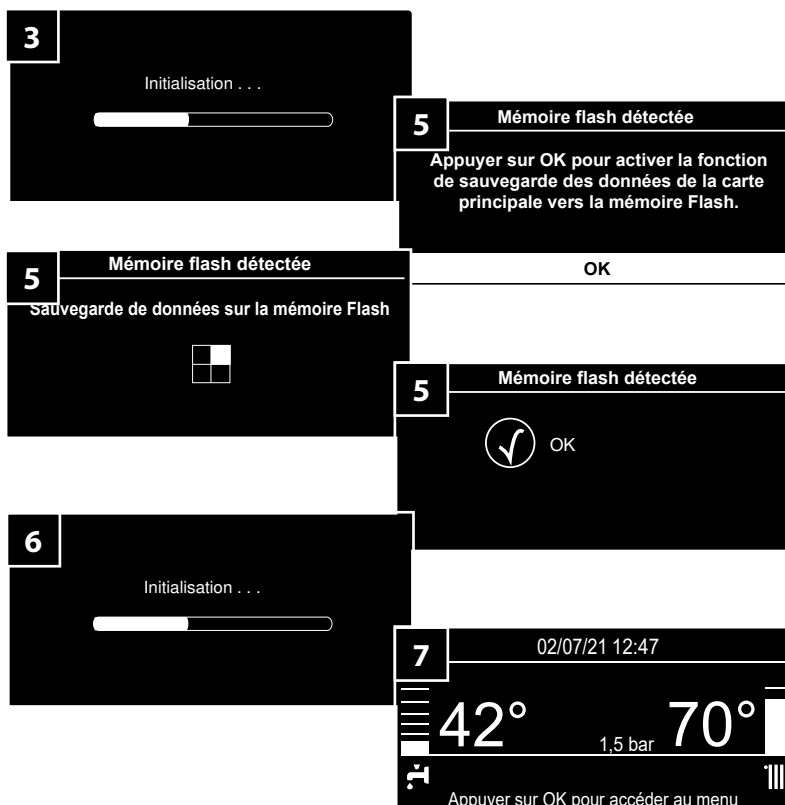 3
Initialisation . . .
5
Mémoire flash détectée
Appuyer sur OK pour activer la fonction
de sauvegarde des données de la carte
principale vers la mémoire Flash.
OK
5
Mémoire flash détectée
Sauvegarde de données sur la mémoire Flash
5
Mémoire flash détectée
OK
6
Initialisation . . .
7
02/07/21 12:47
42°
1,5 bar
70°
Appuyer sur OK pour accéder au menu